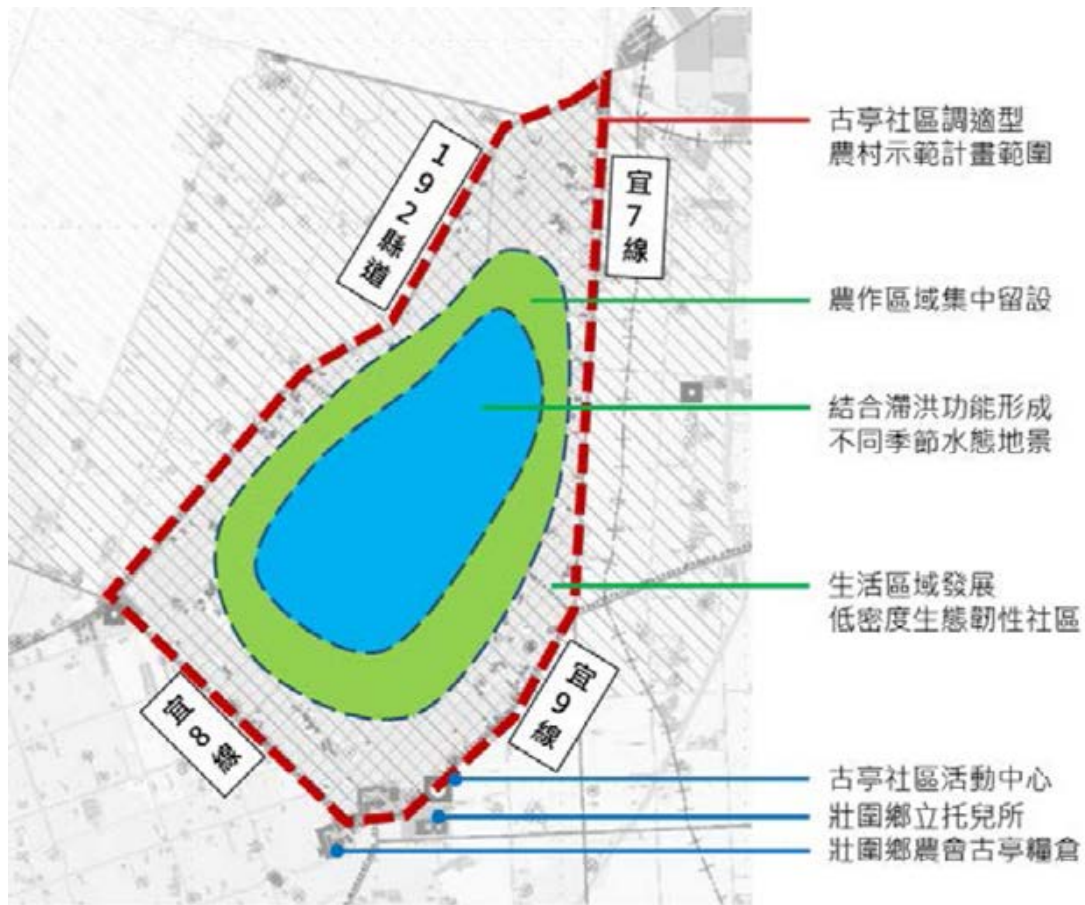 古亭社區調適型
農村示範計畫範圍
192縣道
宜7線
農作區域集中留設
結合滯洪功能形成
不同季節水態地景
生活區域發展
低密度生態韌性社區
宜9線
宜8線
古亭社區活動中心
壯圍鄉立托兒所
壯圍鄉農會古亭糧倉